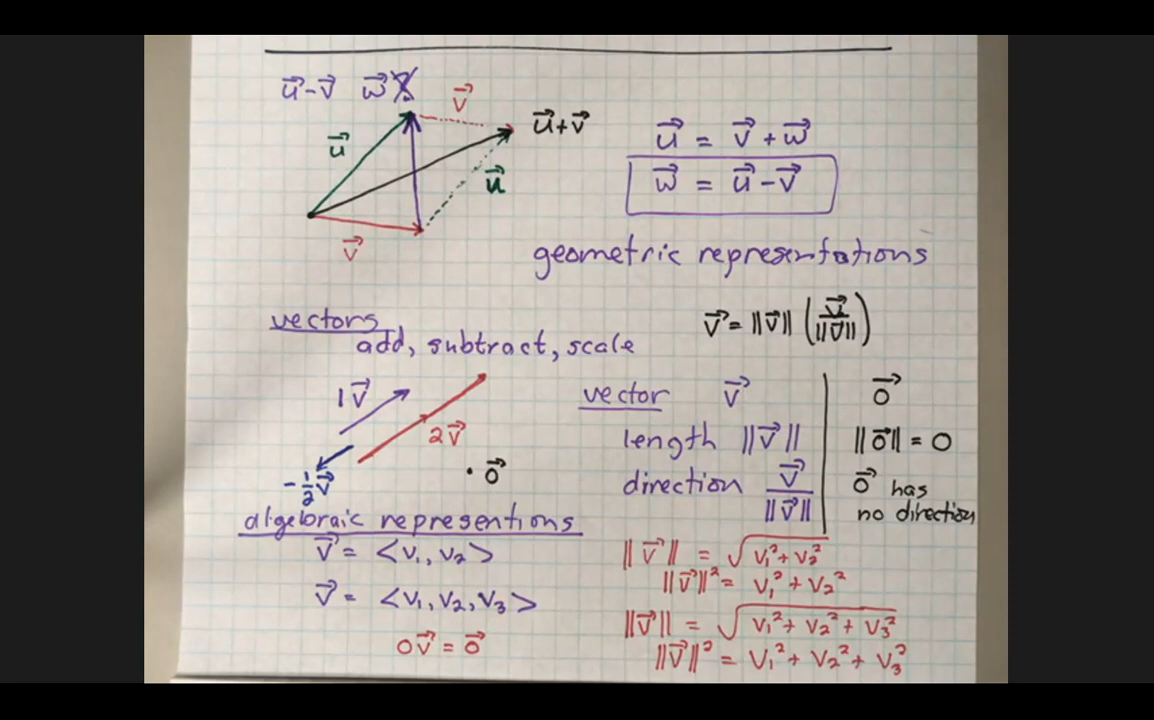 u⃗-v⃗ w⃗
v⃗
u⃗+v⃗
u⃗
u⃗
v⃗
u⃗ = v⃗ + w⃗
w⃗ = u⃗ - v⃗
geometric representations
vectors
add, subtract, scale
v⃗ = ||v⃗|| (v⃗/||v⃗||)
1v⃗
2v⃗
-1/2 v⃗
· 0⃗
vector v⃗
0⃗
length ||v⃗||
||0⃗|| = 0
direction v⃗/||v⃗||
0⃗ has
no direction
algebraic represention s
v⃗ = <v₁, v₂>
v⃗ = <v₁, v₂, v₃>
0v⃗ = 0⃗
||v⃗|| = √(v₁² + v₂²)
||v⃗||² = v₁² + v₂²
||v⃗|| = √(v₁² + v₂² + v₃²)
||v⃗||² = v₁² + v₂² + v₃²